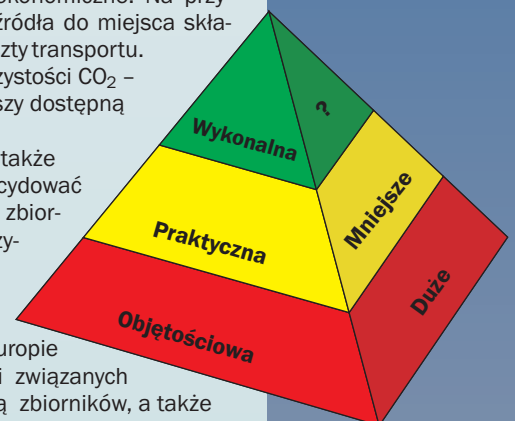 ekonomiczne. Na przy-
źródła do miejsca skła-
szty transportu.
zystości CO₂ –
szy dostępną
także
cydować
zbior-
zy-
uropie
i związanych
ą zbiorników, a także
Wykonalna
?
Praktyczna
Mniejsze
Objętościowa
Duże